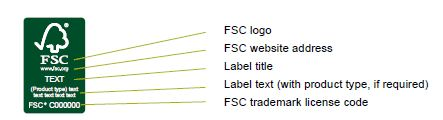 FSC
www.fsc.org
TEXT
(Product type) text
text text text text
FSC® C000000
FSC logo
FSC website address
Label title
Label text (with product type, if required)
FSC trademark license code